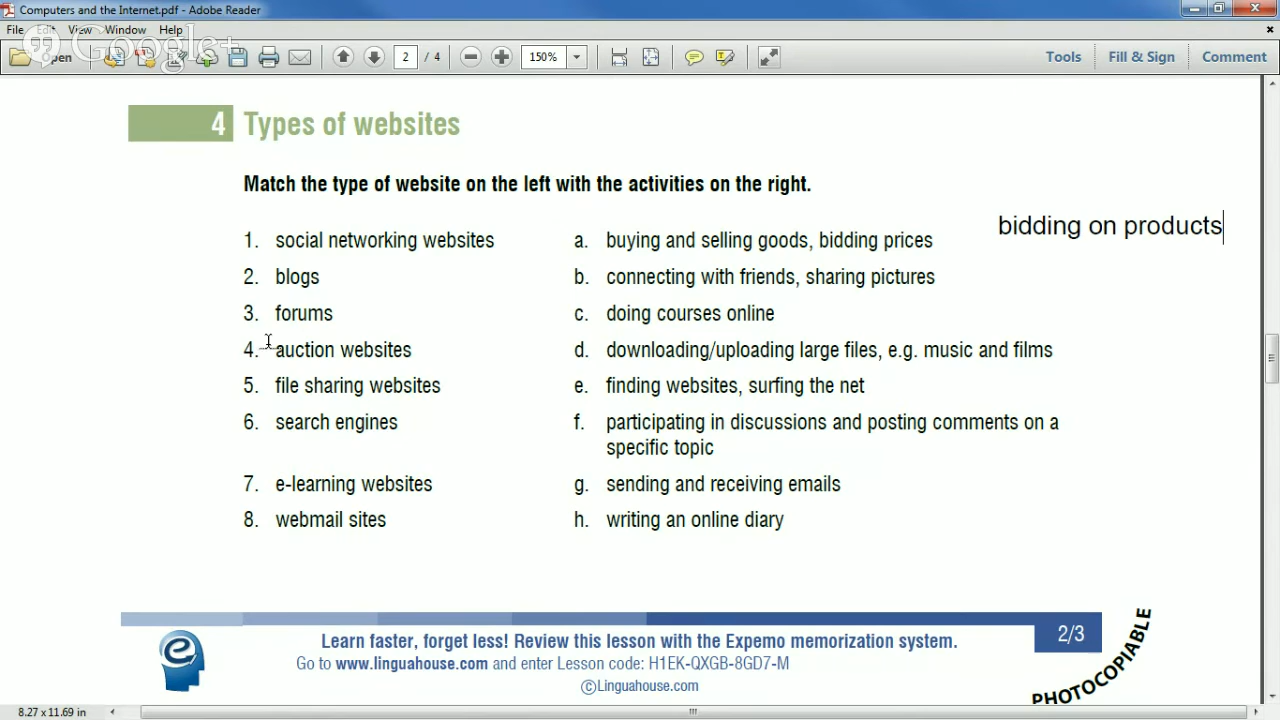 Computers and the Internet.pdf - Adobe Reader
File Edit View Window Help
Google+
Open
2 / 4
150%
Tools
Fill & Sign
Comment
4 Types of websites
Match the type of website on the left with the activities on the right.
bidding on products
1. social networking websites
a. buying and selling goods, bidding prices
2. blogs
b. connecting with friends, sharing pictures
3. forums
c. doing courses online
4. auction websites
d. downloading/uploading large files, e.g. music and films
5. file sharing websites
e. finding websites, surfing the net
6. search engines
f. participating in discussions and posting comments on a
specific topic
7. e-learning websites
g. sending and receiving emails
8. webmail sites
h. writing an online diary
Learn faster, forget less! Review this lesson with the Expemo memorization system.
Go to www.linguahouse.com and enter Lesson code: H1EK-QXGB-8GD7-M
©Linguahouse.com
2/3
PHOTOCOPIABLE
8.27 x 11.69 in